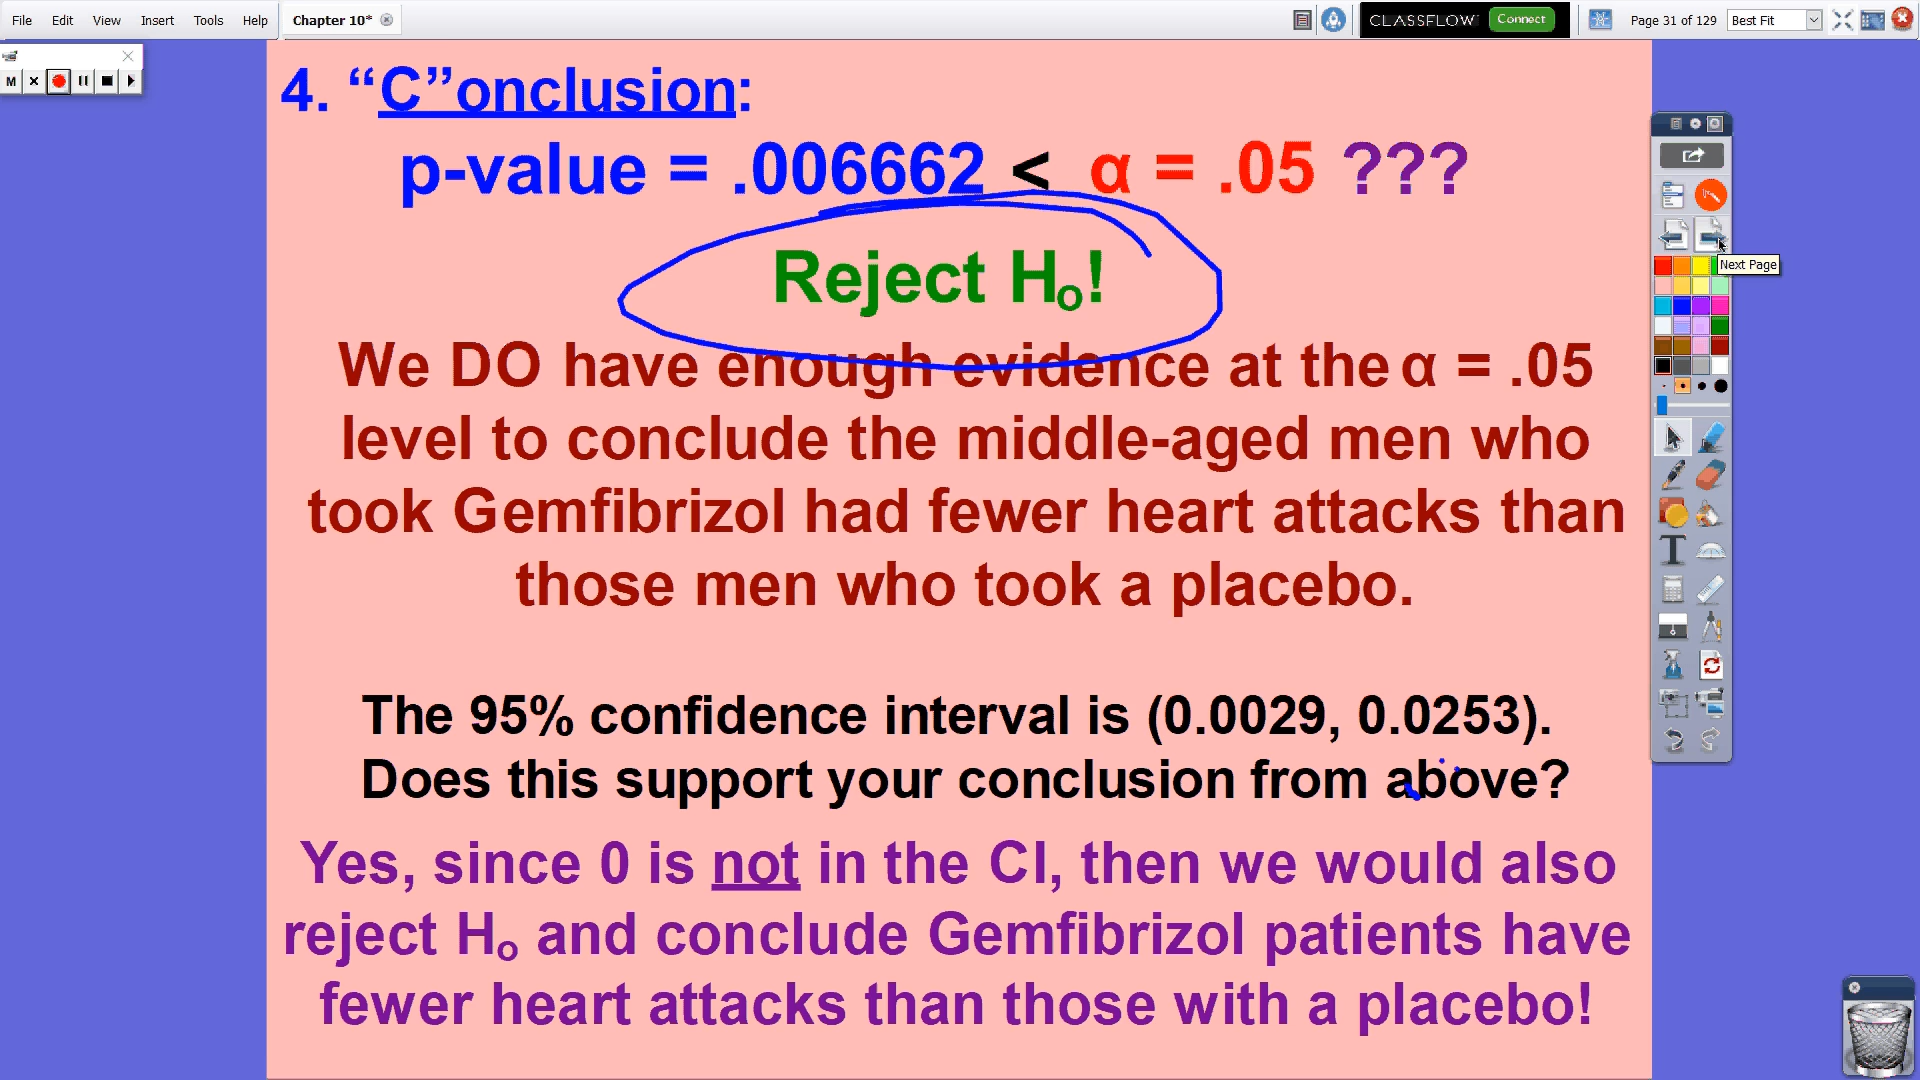 File Edit View Insert Tools Help Chapter 10* CLASSFLOW Connect Page 31 of 129 Best Fit
M
4. “C”onclusion:
p-value = .006662 < α = .05 ???
Reject Ho!
Next Page
We DO have enough evidence at the α = .05
level to conclude the middle-aged men who
took Gemfibrizol had fewer heart attacks than
those men who took a placebo.
T
The 95% confidence interval is (0.0029, 0.0253).
Does this support your conclusion from above?
Yes, since 0 is not in the CI, then we would also
reject Ho and conclude Gemfibrizol patients have
fewer heart attacks than those with a placebo!